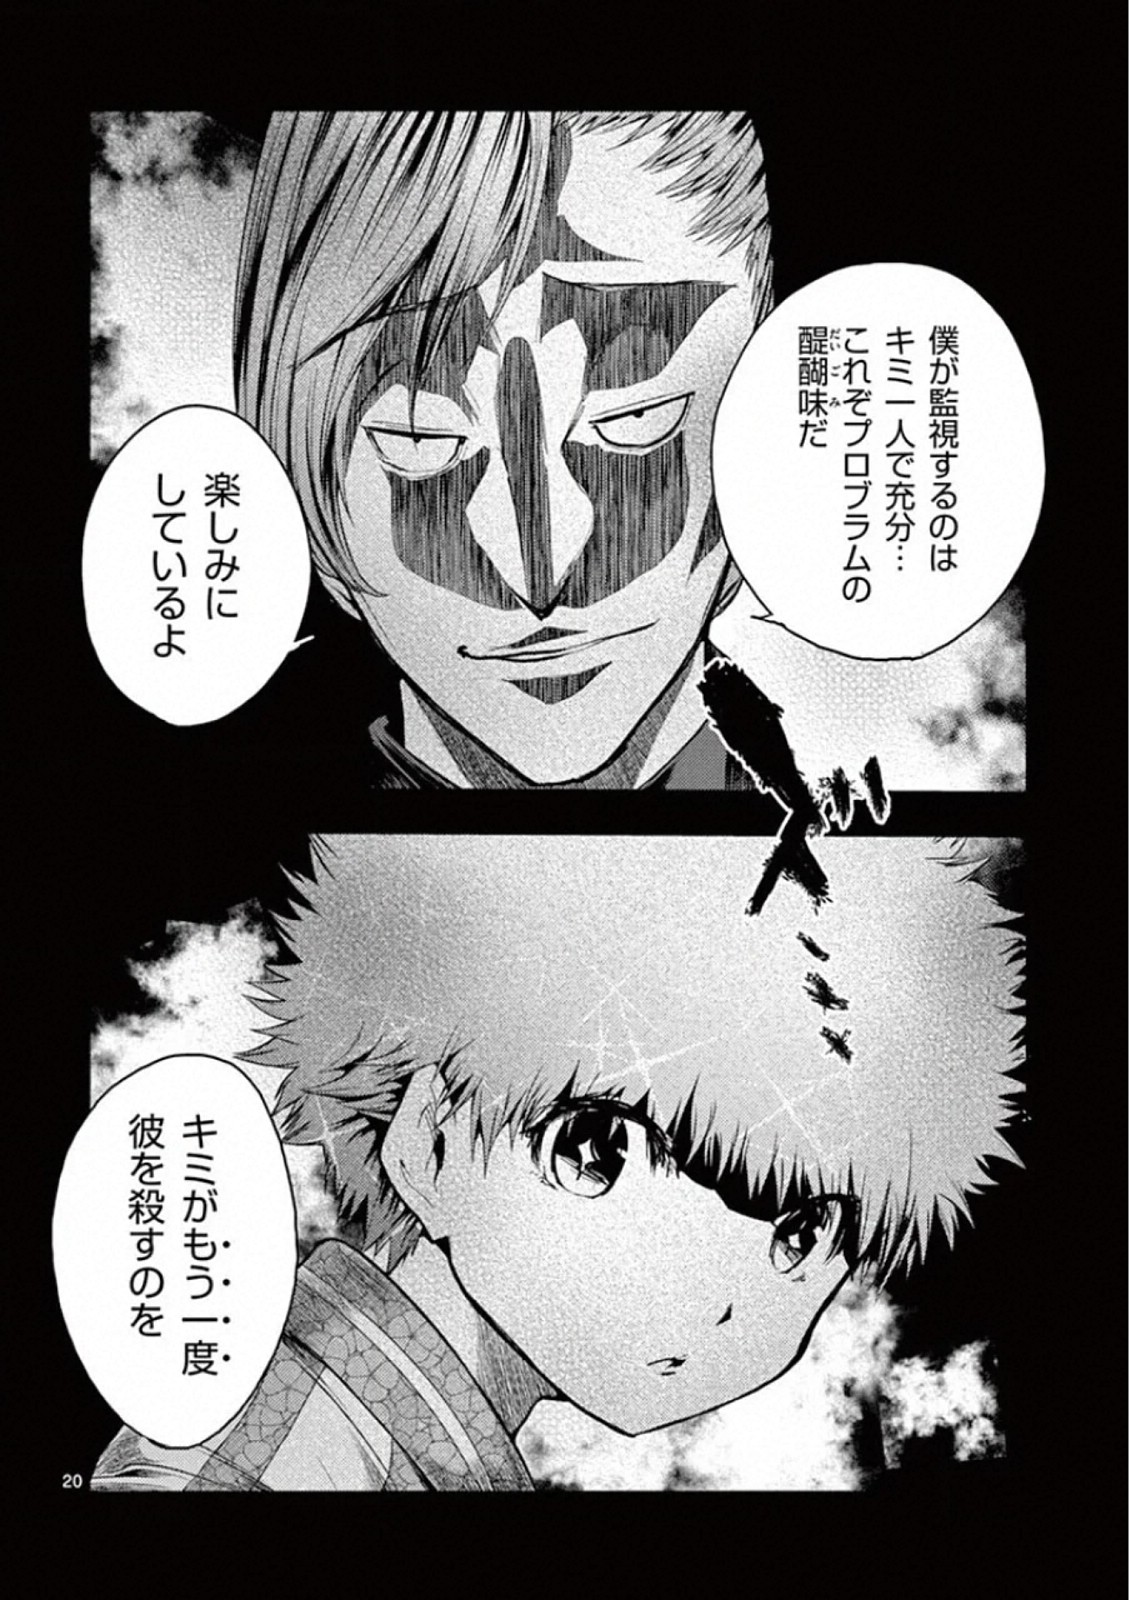 僕が監視するのは
キミ一人で充分…
これぞプロブラムの
醍醐味だ
だいごみ
楽しみに
しているよ
キミがもう一度
彼を殺すのを
20